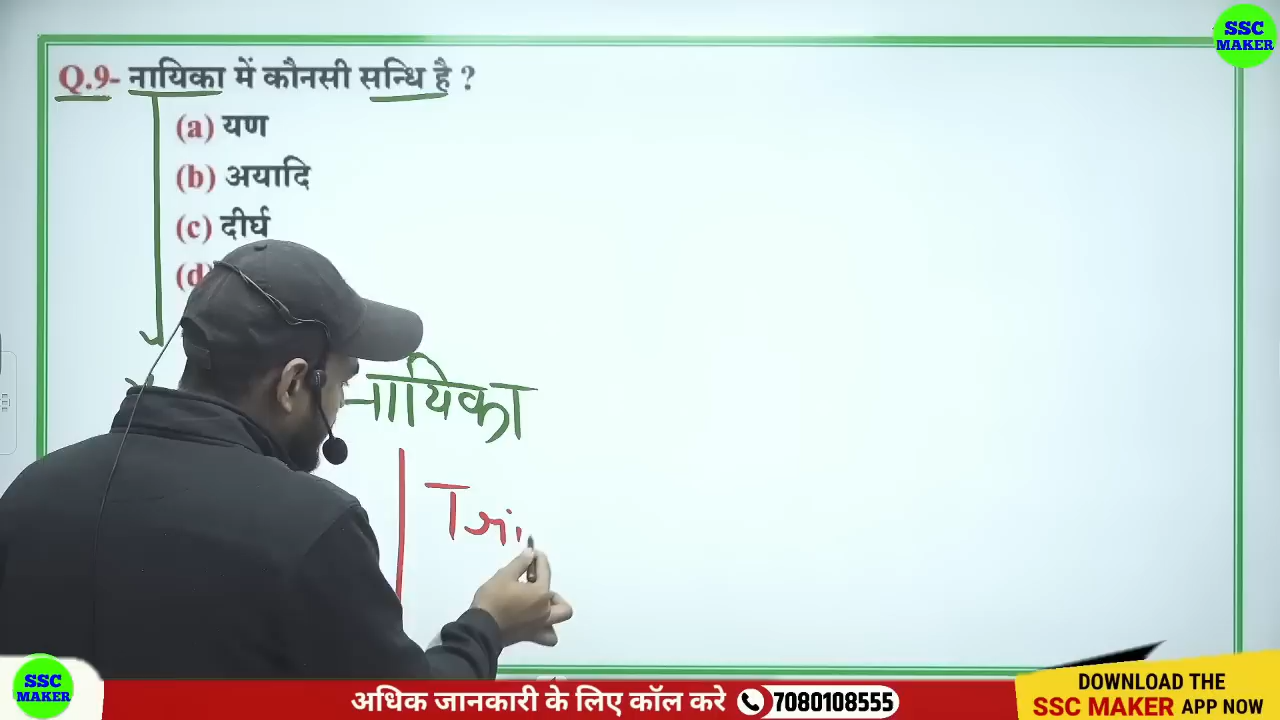 SSC
MAKER
Q.9- नायिका में कौनसी सन्धि है ?
(a) यण
(b) अयादि
(c) दीर्घ
(d)
नायिका
Tri
SSC
MAKER
अधिक जानकारी के लिए कॉल करे 7080108555
DOWNLOAD THE
SSC MAKER APP NOW